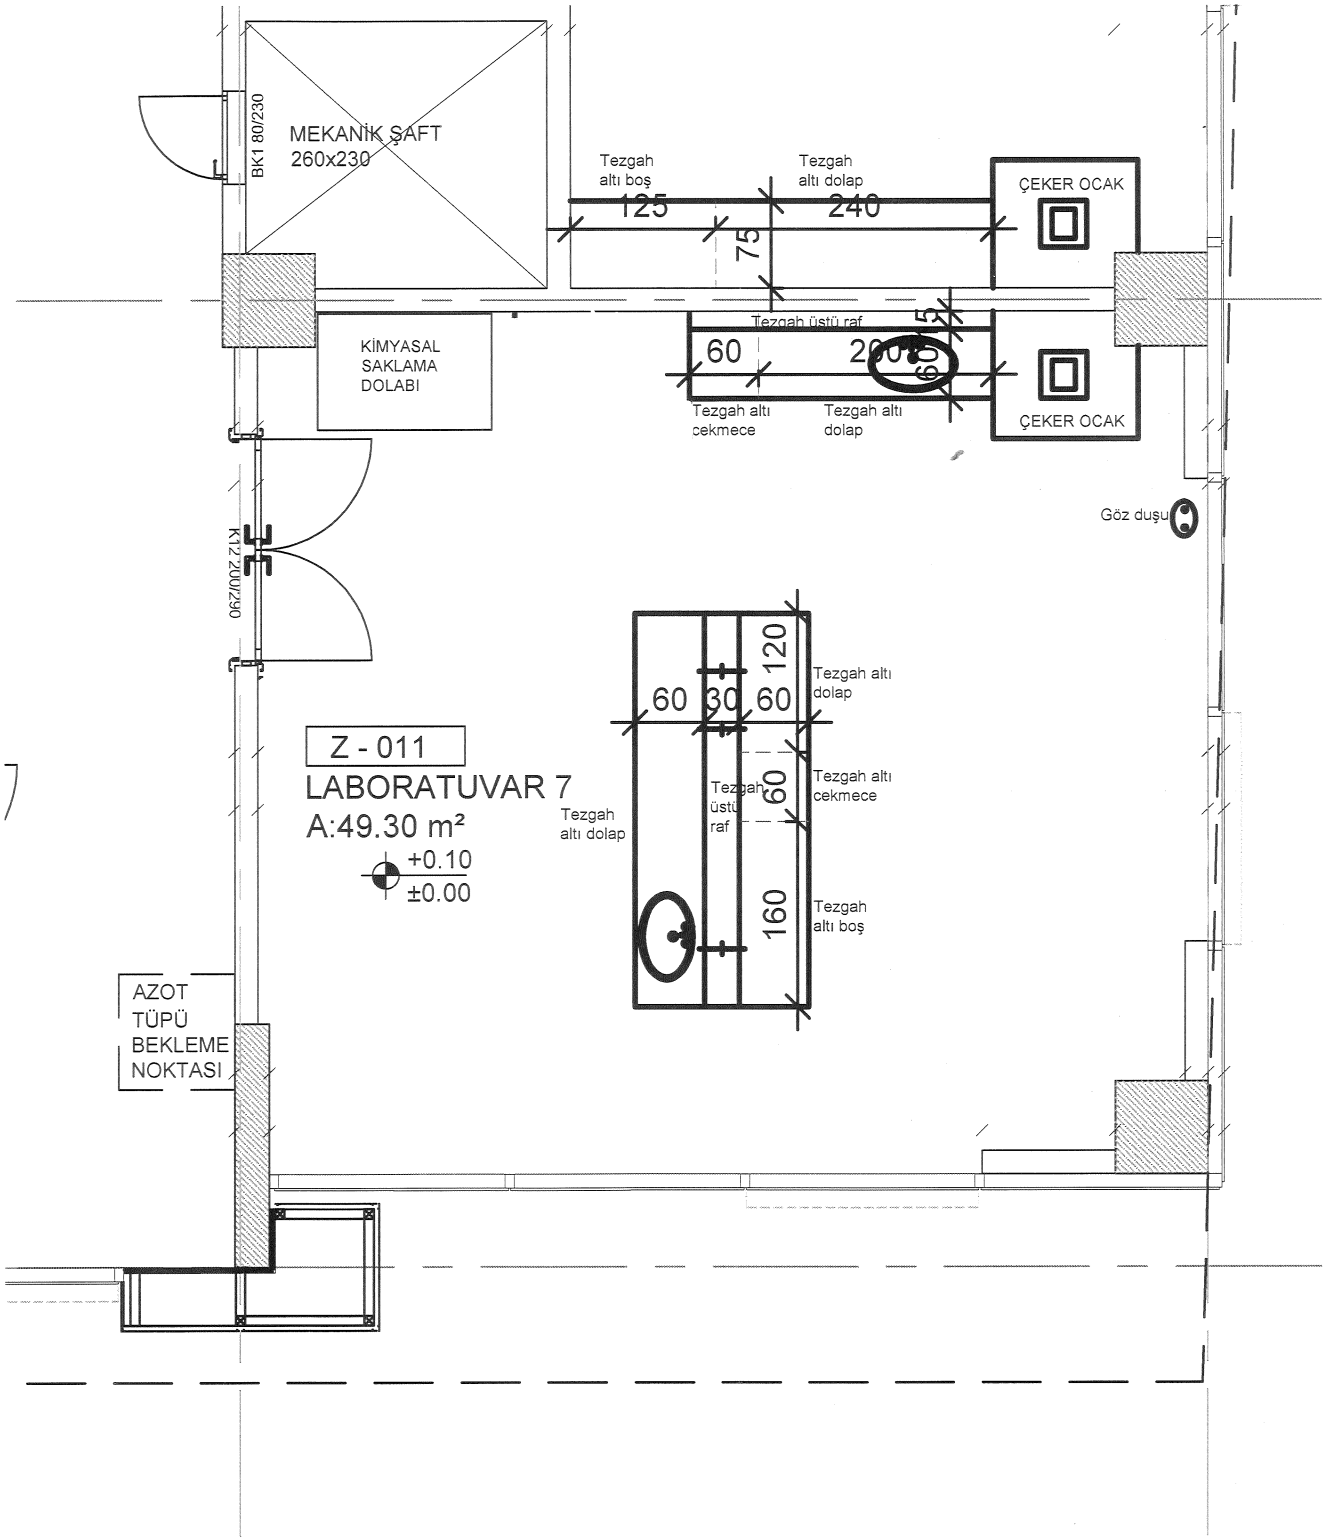 BK1 80/230
MEKANİK ŞAFT
260x230
Tezgah
altı boş
Tezgah
altı dolap
125
240
75
ÇEKER OCAK
KİMYASAL
SAKLAMA
DOLABI
Tezgah üstü raf
15
60
200
60
Tezgah altı
cekmece
Tezgah altı
dolap
ÇEKER OCAK
Göz duşu
K12 200/290
120
60
30
60
Tezgah altı
dolap
Z - 011
LABORATUVAR 7
A:49.30 m²
+0.10
±0.00
Tezgah
altı dolap
Tezgah
üstü
raf
60
Tezgah altı
cekmece
160
Tezgah
altı boş
AZOT
TÜPÜ
BEKLEME
NOKTASI